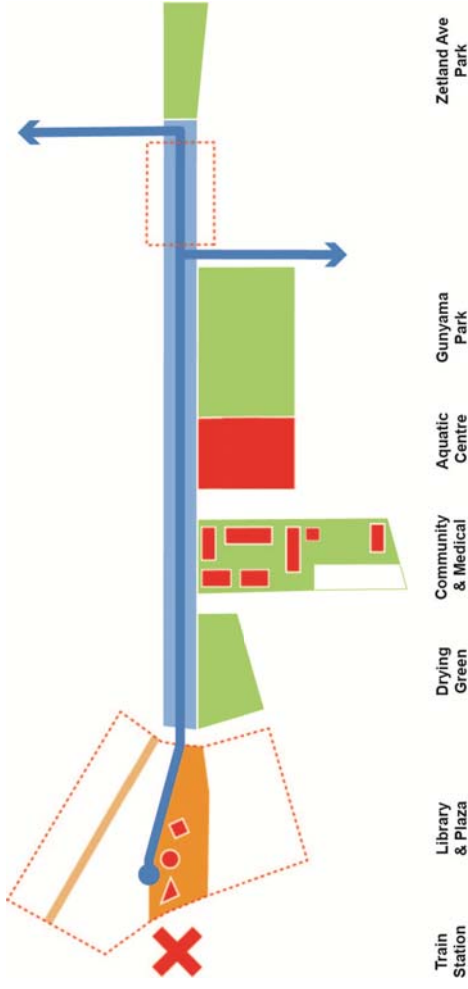 Train
Station
Library
& Plaza
Drying
Green
Community
& Medical
Aquatic
Centre
Gunyama
Park
Zetland Ave
Park